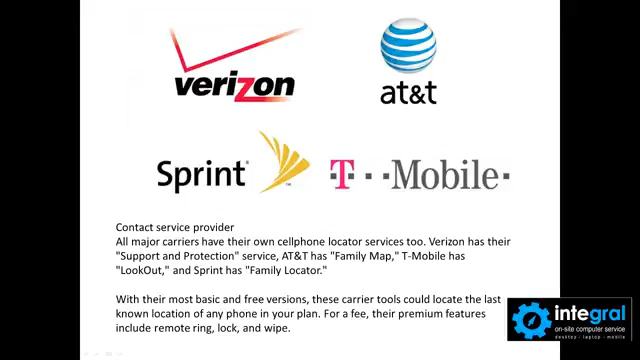 verizon
at&t
Sprint
T··Mobile·
Contact service provider
All major carriers have their own cellphone locator services too. Verizon has their
"Support and Protection" service, AT&T has "Family Map," T-Mobile has
"LookOut," and Sprint has "Family Locator."
With their most basic and free versions, these carrier tools could locate the last
known location of any phone in your plan. For a fee, their premium features
include remote ring, lock, and wipe.
integral
on-site computer service
desktop - laptop - mobile